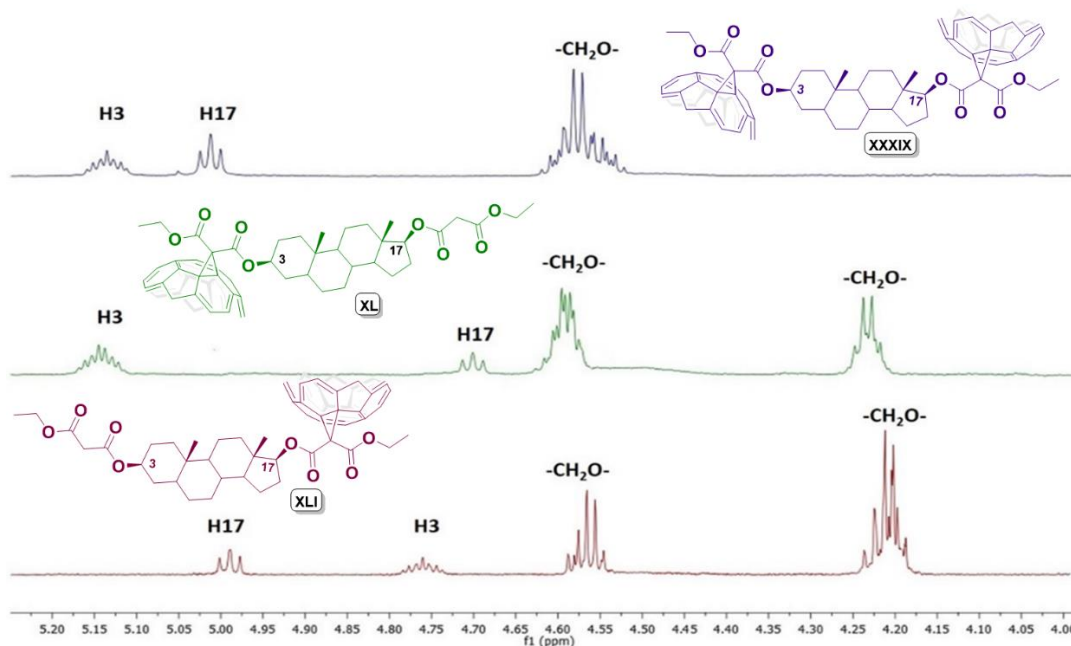 -CH₂O-
H3
H17
O
O
O
O
3
17
O
O
O
O
XXXIX
O
O
O
O
3
17
O
O
O
O
XL
-CH₂O-
-CH₂O-
H3
H17
O
O
O
O
3
17
O
O
O
O
XLI
-CH₂O-
-CH₂O-
H17
H3
5.20 5.15 5.10 5.05 5.00 4.95 4.90 4.85 4.80 4.75 4.70 4.65 4.60 4.55 4.50 4.45 4.40 4.35 4.30 4.25 4.20 4.15 4.10 4.05 4.00
f1 (ppm)